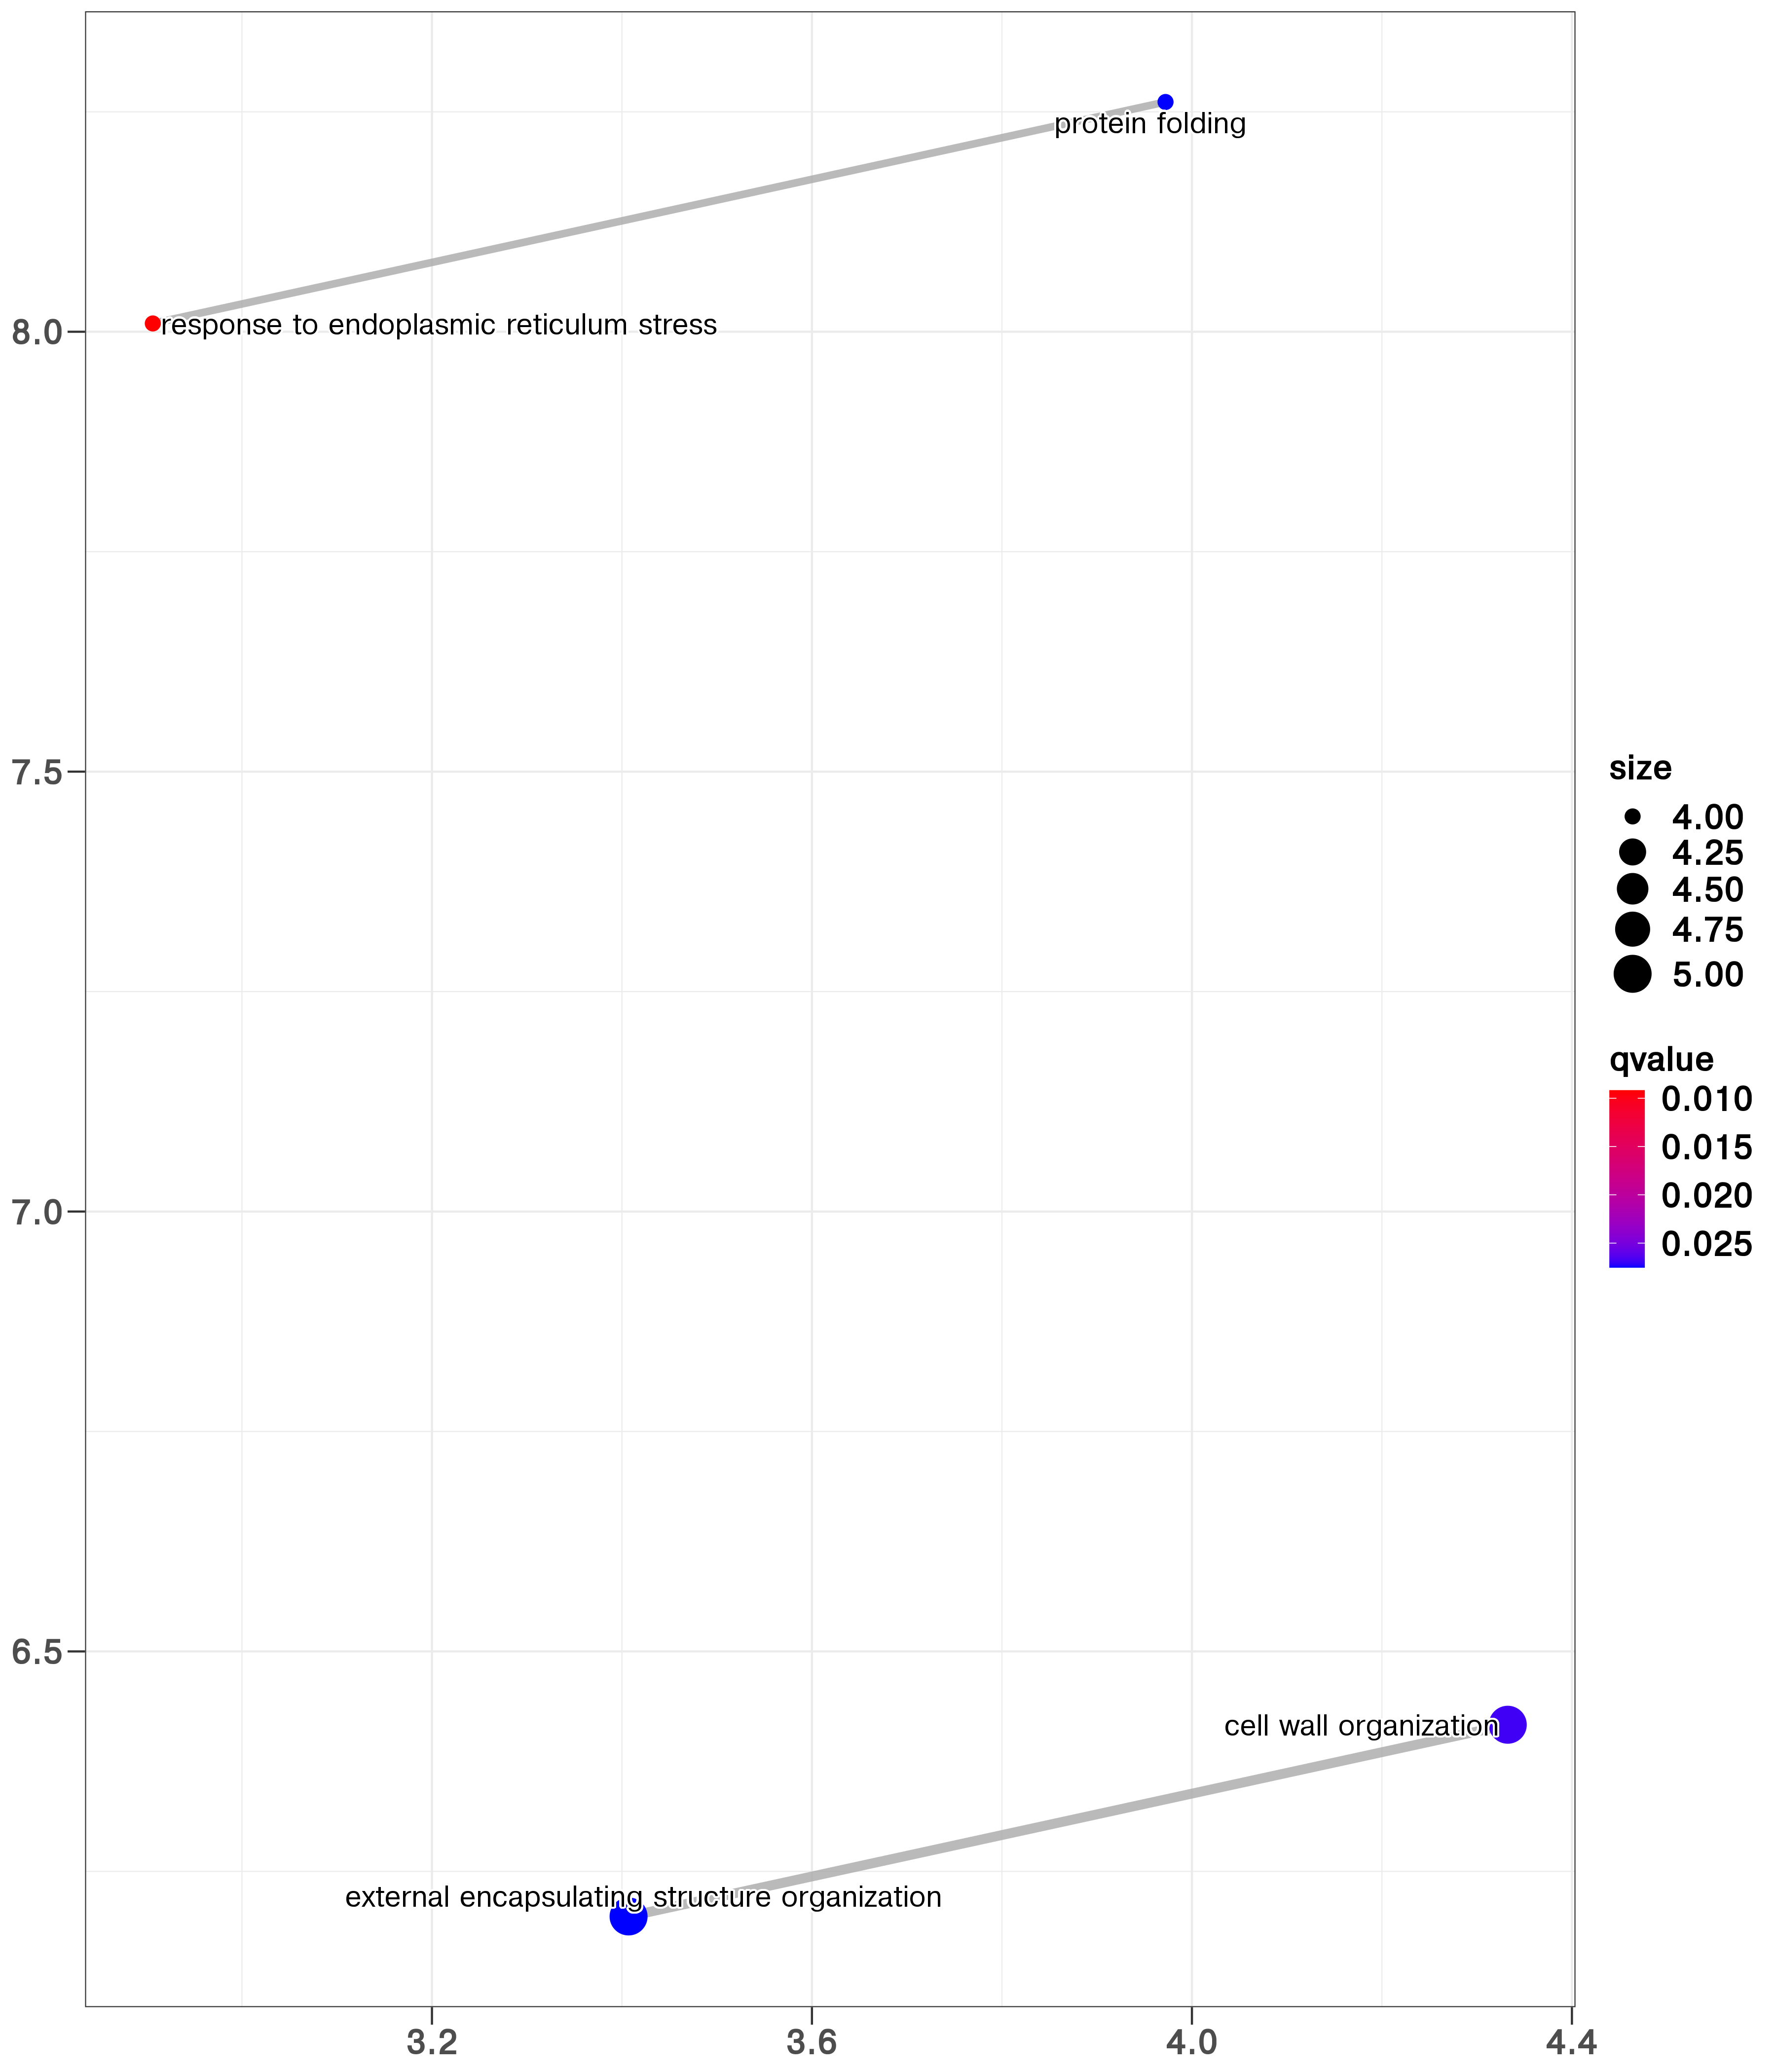 protein folding
response to endoplasmic reticulum stress
8.0
7.5
7.0
6.5
cell wall organization
external encapsulating structure organization
3.2
3.6
4.0
4.4
size
4.00
4.25
4.50
4.75
5.00
qvalue
0.010
0.015
0.020
0.025